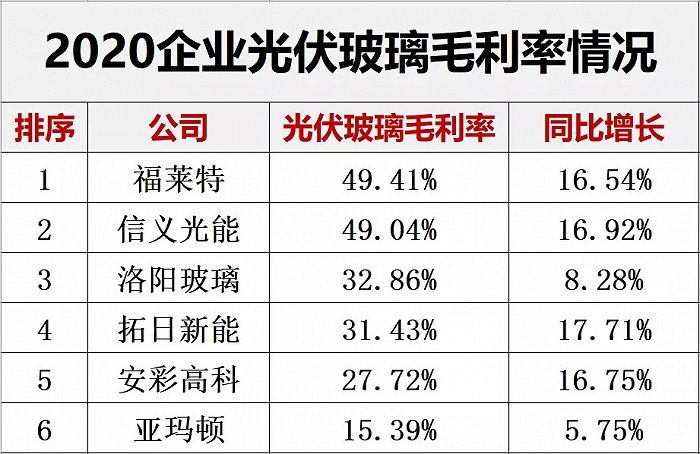 2020企业光伏玻璃毛利率情况
排序 公司 光伏玻璃毛利率 同比增长
1 福莱特 49.41% 16.54%
2 信义光能 49.04% 16.92%
3 洛阳玻璃 32.86% 8.28%
4 拓日新能 31.43% 17.71%
5 安彩高科 27.72% 16.75%
6 亚玛顿 15.39% 5.75%